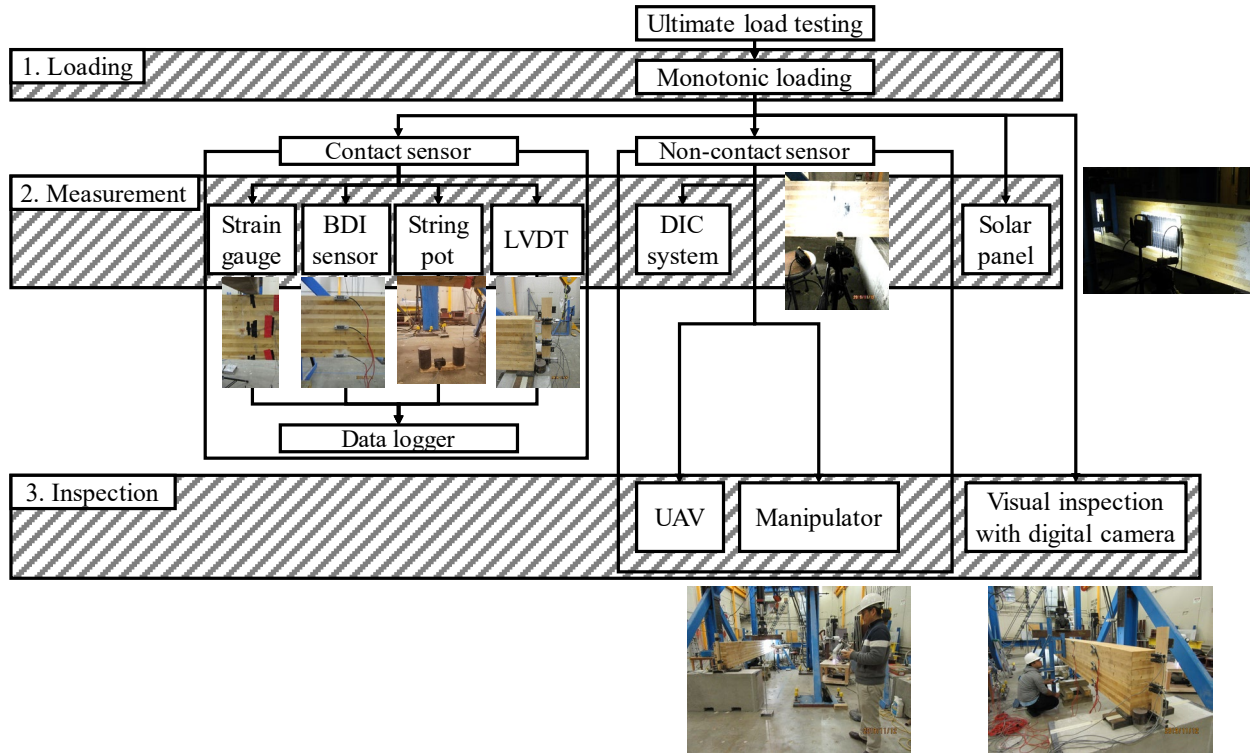 Ultimate load testing
1. Loading
Monotonic loading
Contact sensor
Non-contact sensor
2. Measurement
Strain
gauge
BDI
sensor
String
pot
LVDT
DIC
system
Solar
panel
Data logger
3. Inspection
UAV
Manipulator
Visual inspection
with digital camera